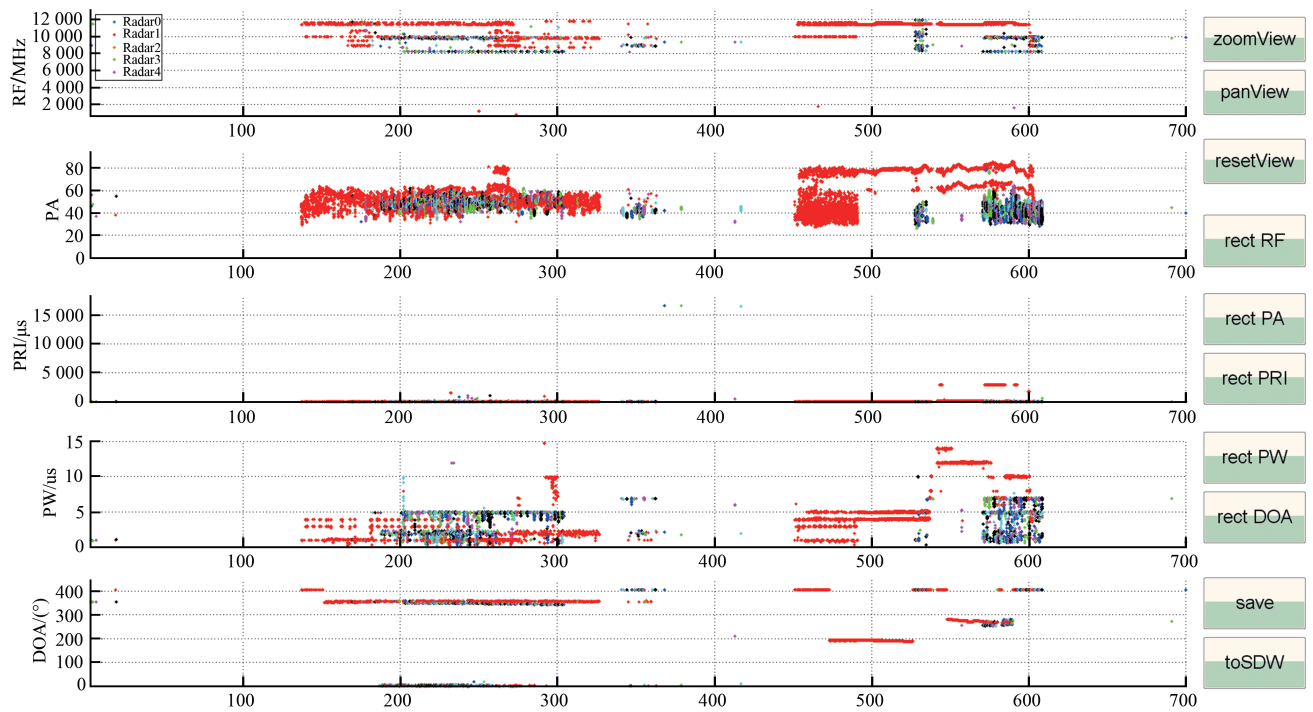 12 000
10 000
8 000
6 000
4 000
2 000
RF/MHz
Radar0
Radar1
Radar2
Radar3
Radar4
100 200 300 400 500 600 700
80
60
40
20
0
PA
100 200 300 400 500 600 700
15 000
10 000
5 000
0
PRI/μs
100 200 300 400 500 600 700
15
10
5
0
PW/us
100 200 300 400 500 600 700
400
300
200
100
0
DOA/(°)
100 200 300 400 500 600 700
zoomView
panView
resetView
rect RF
rect PA
rect PRI
rect PW
rect DOA
save
toSDW